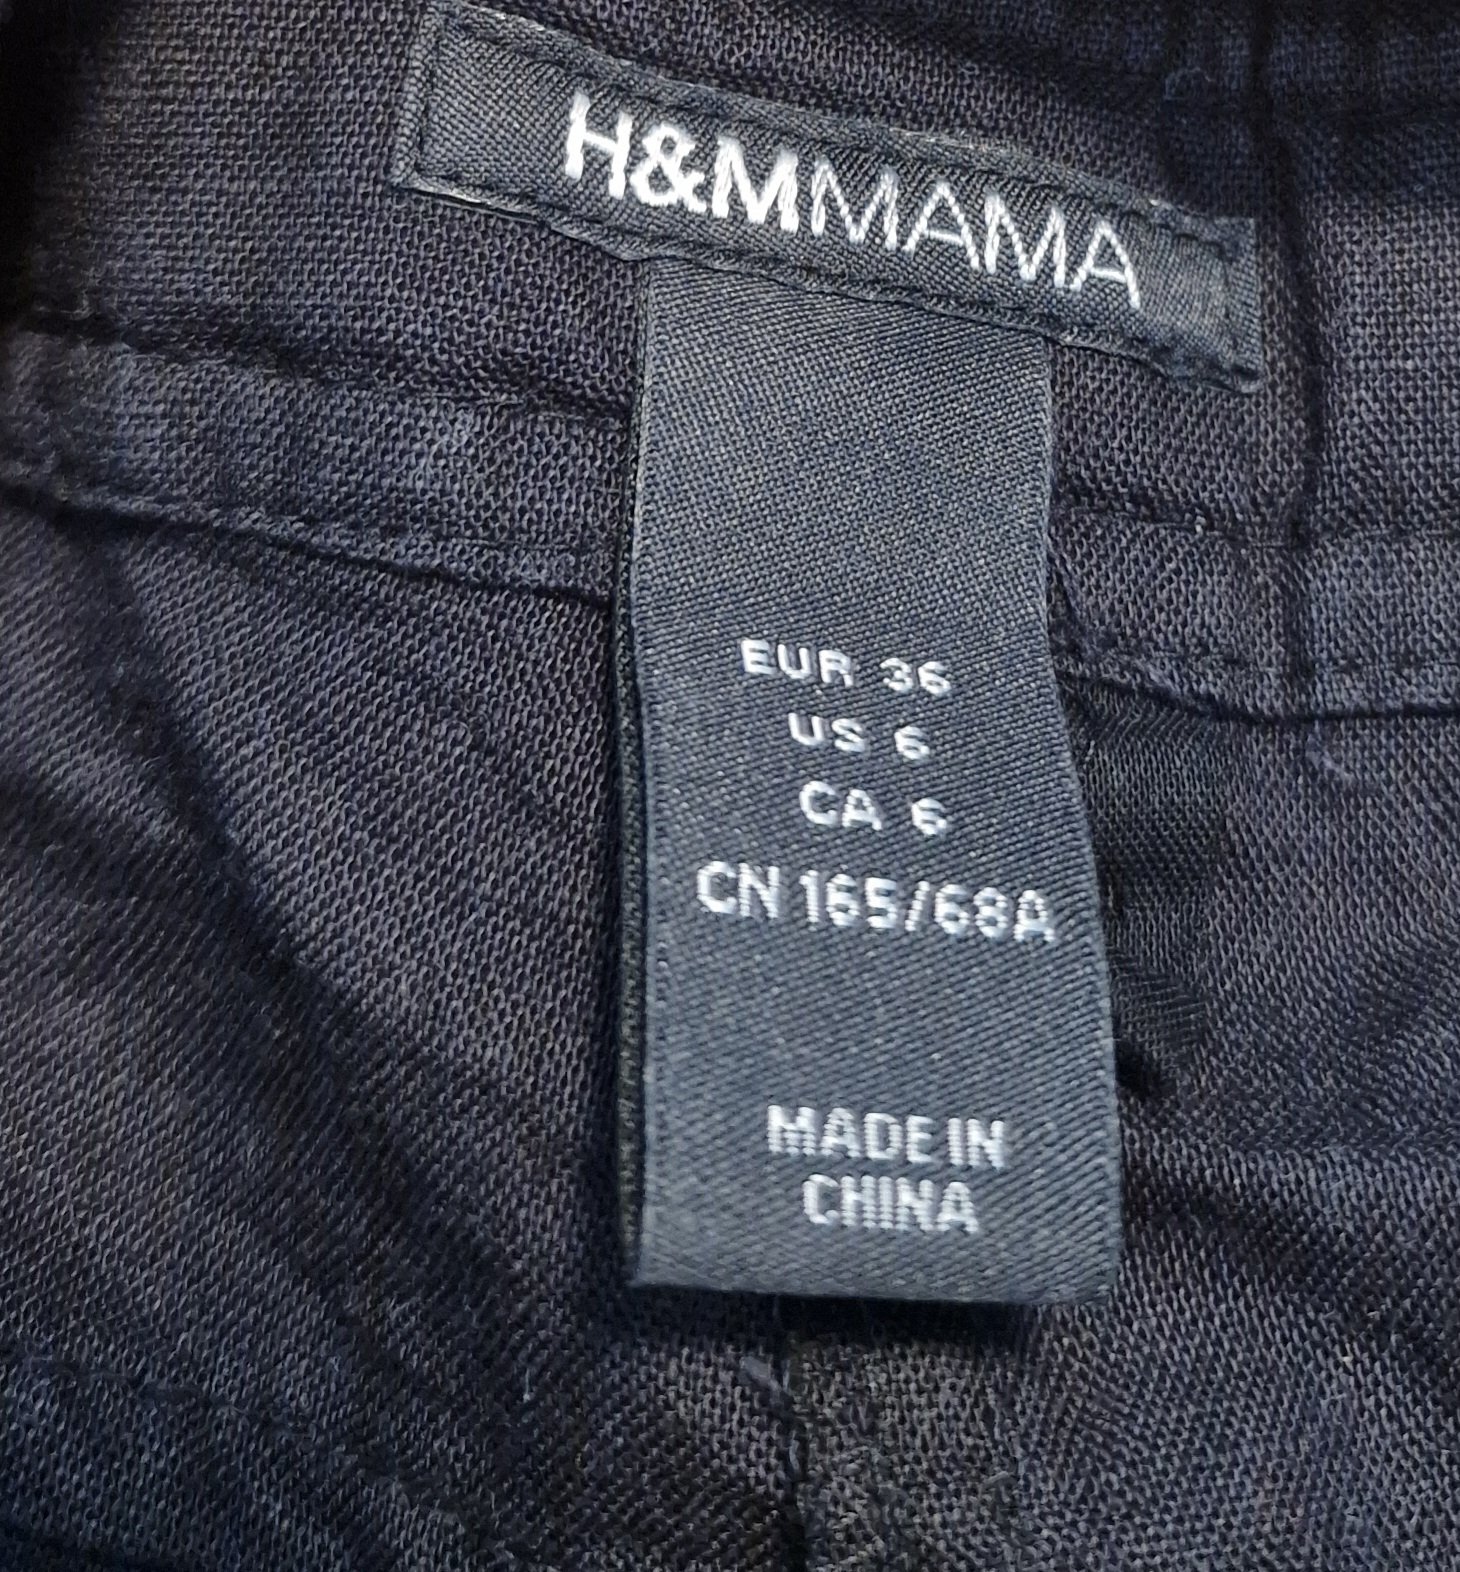 H&MMAMA
EUR 36
US 6
CA 6
CN 165/68A
MADE IN
CHINA